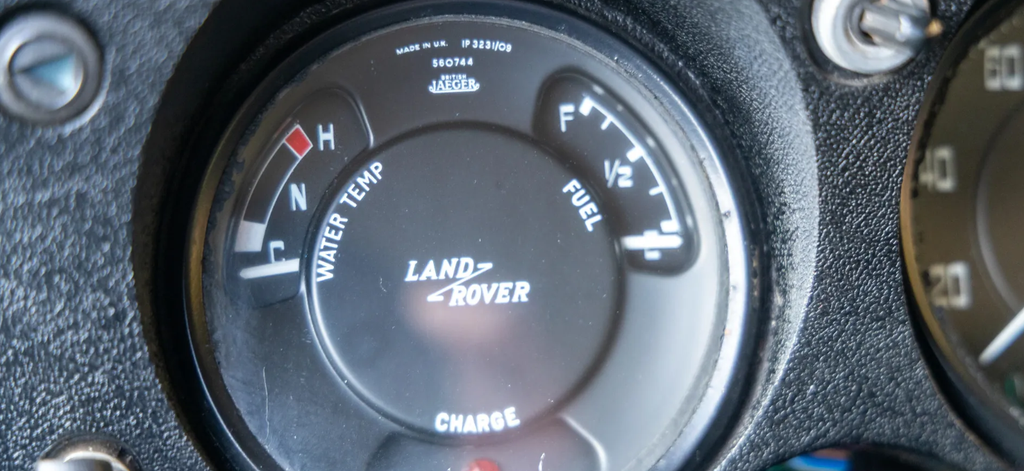 MADE IN U.K. IP 3231/09
560744
BRITISH
JAEGER
H
N
C
WATER TEMP
F
1/2
FUEL
LAND
ROVER
CHARGE
60
40
20